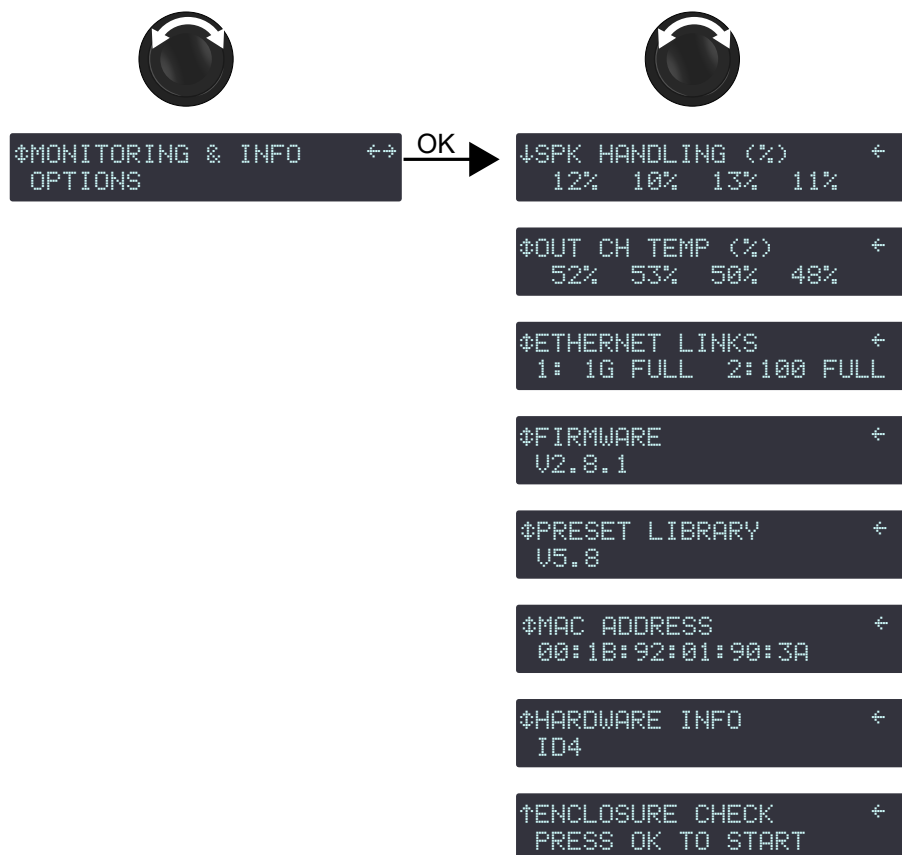 ↕MONITORING & INFO ←→
OPTIONS
OK
↓SPK HANDLING (%) ←
12% 10% 13% 11%
↕OUT CH TEMP (%) ←
52% 53% 50% 48%
↕ETHERNET LINKS ←
1: 1G FULL 2:100 FULL
↕FIRMWARE ←
V2.8.1
↕PRESET LIBRARY ←
V5.8
↕MAC ADDRESS ←
00:1B:92:01:90:3A
↕HARDWARE INFO ←
ID4
↑ENCLOSURE CHECK ←
PRESS OK TO START